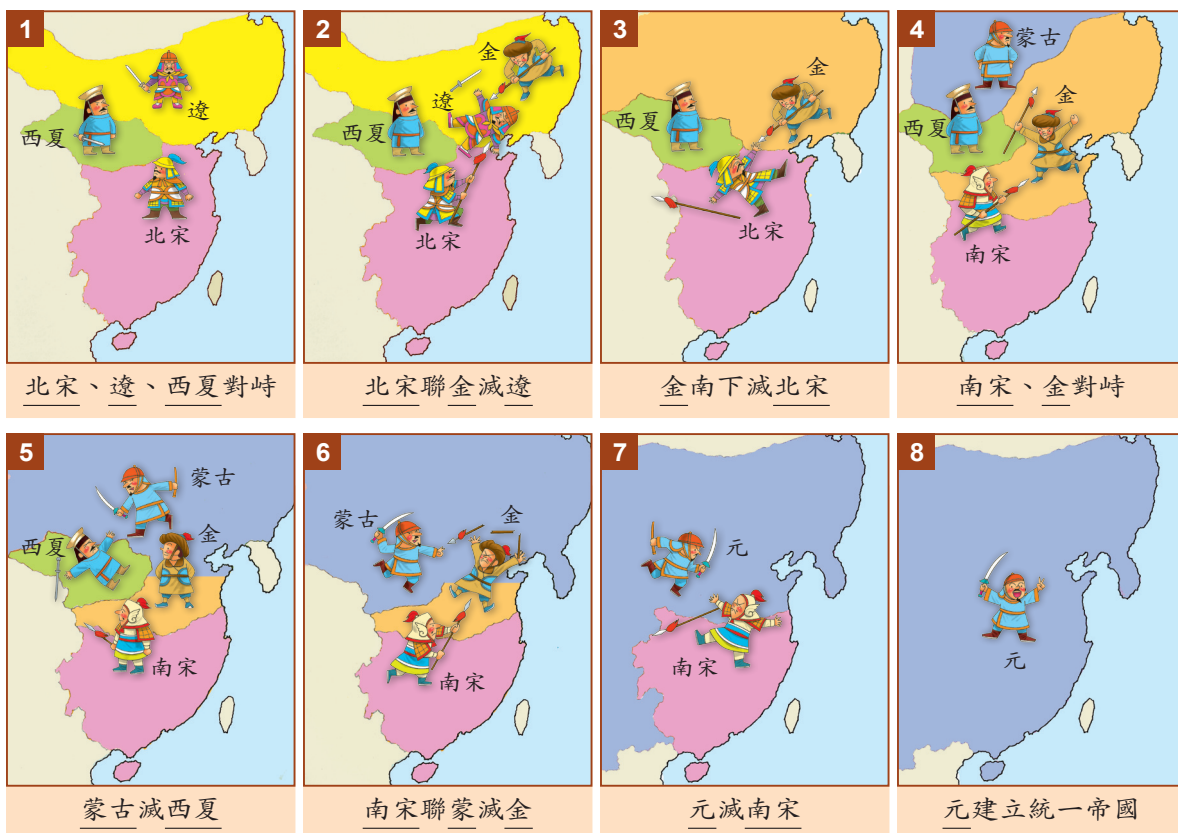 1
遼
西夏
北宋
北宋、遼、西夏對峙
2
金
遼
西夏
北宋
北宋聯金滅遼
3
金
西夏
北宋
金南下滅北宋
4
蒙古
金
西夏
南宋
南宋、金對峙
5
蒙古
西夏
金
南宋
蒙古滅西夏
6
蒙古
金
南宋
南宋聯蒙滅金
7
元
南宋
元滅南宋
8
元
元建立統一帝國